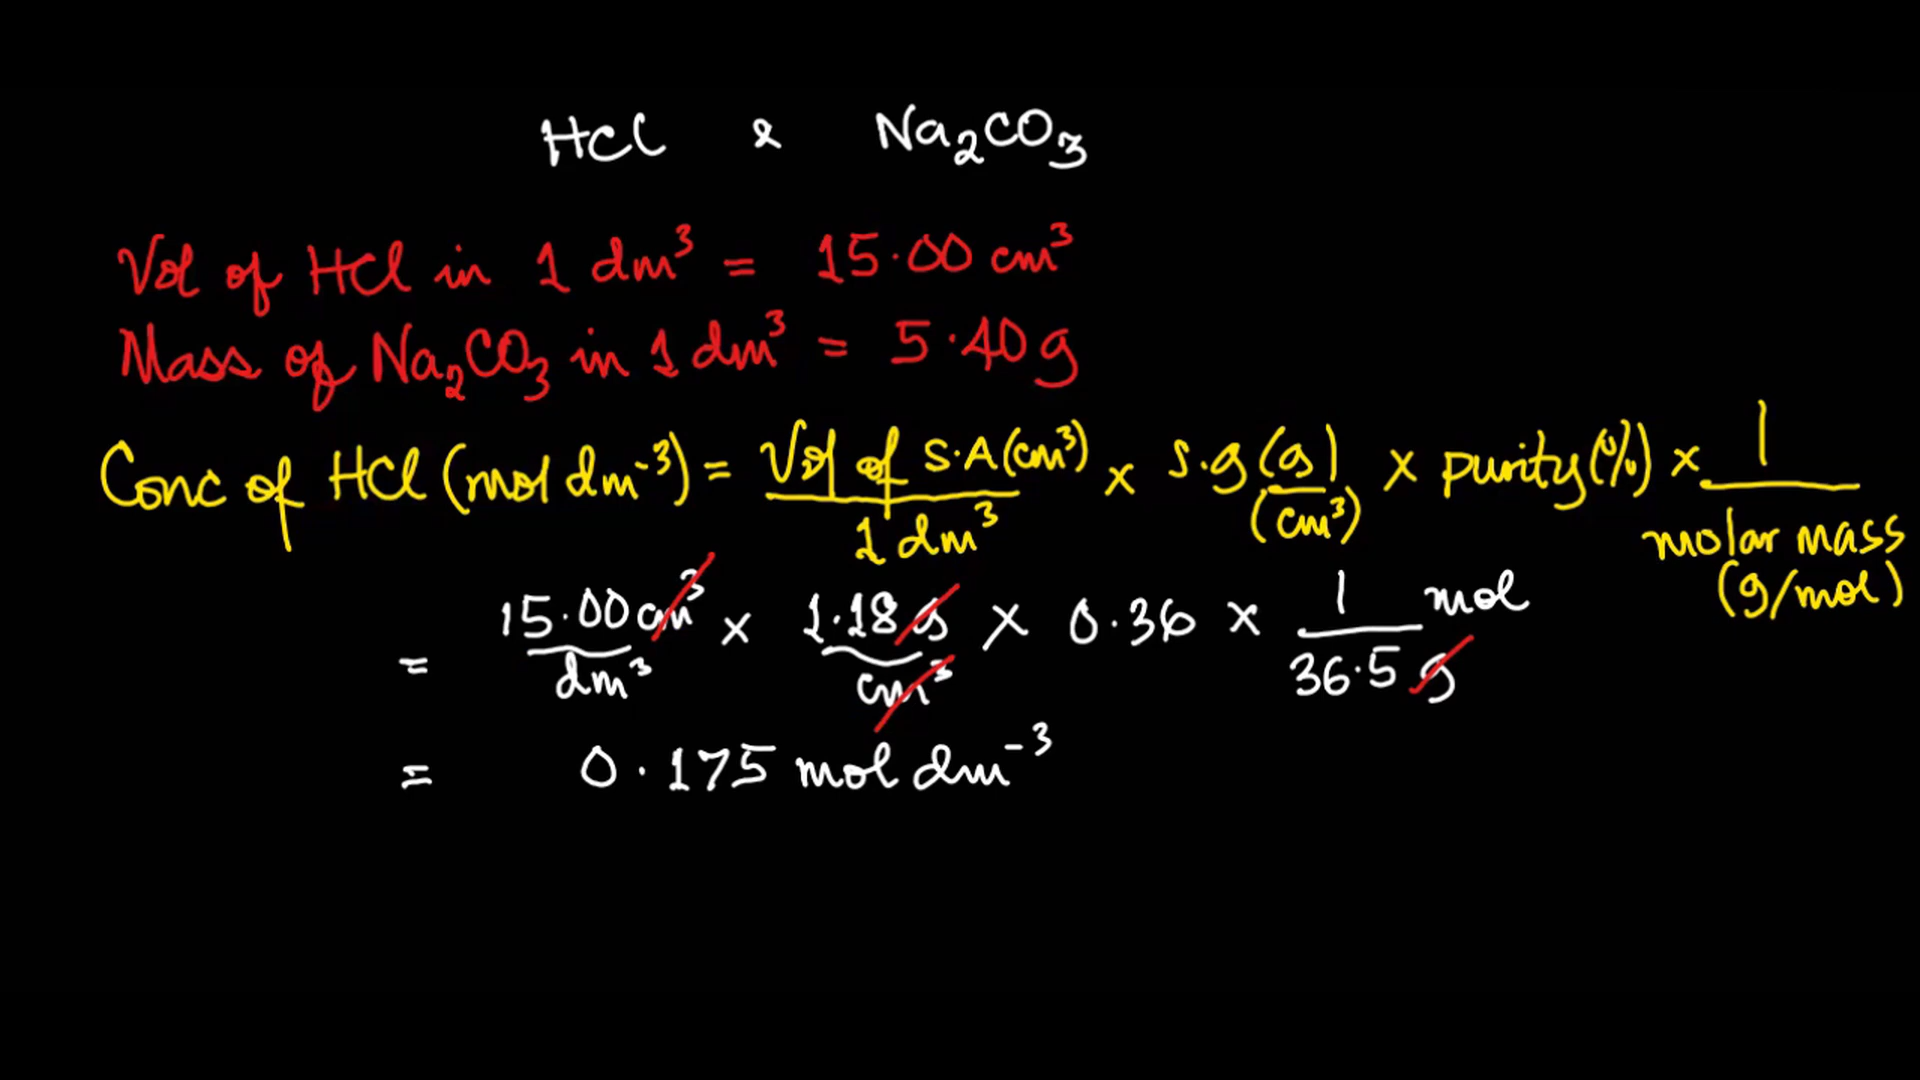 HCl & Na₂CO₃
Vol of HCl in 1 dm³ = 15.00 cm³
Mass of Na₂CO₃ in 1 dm³ = 5.40 g
Conc of HCl (mol dm⁻³) = Vol of S.A (cm³) / 1 dm³ × s.g (g) / (cm³) × purity (%) × 1 / molar mass (g/mol)
= 15.00 cm³ / dm³ × 1.18 g / cm³ × 0.36 × 1 mol / 36.5 g
= 0.175 mol dm⁻³